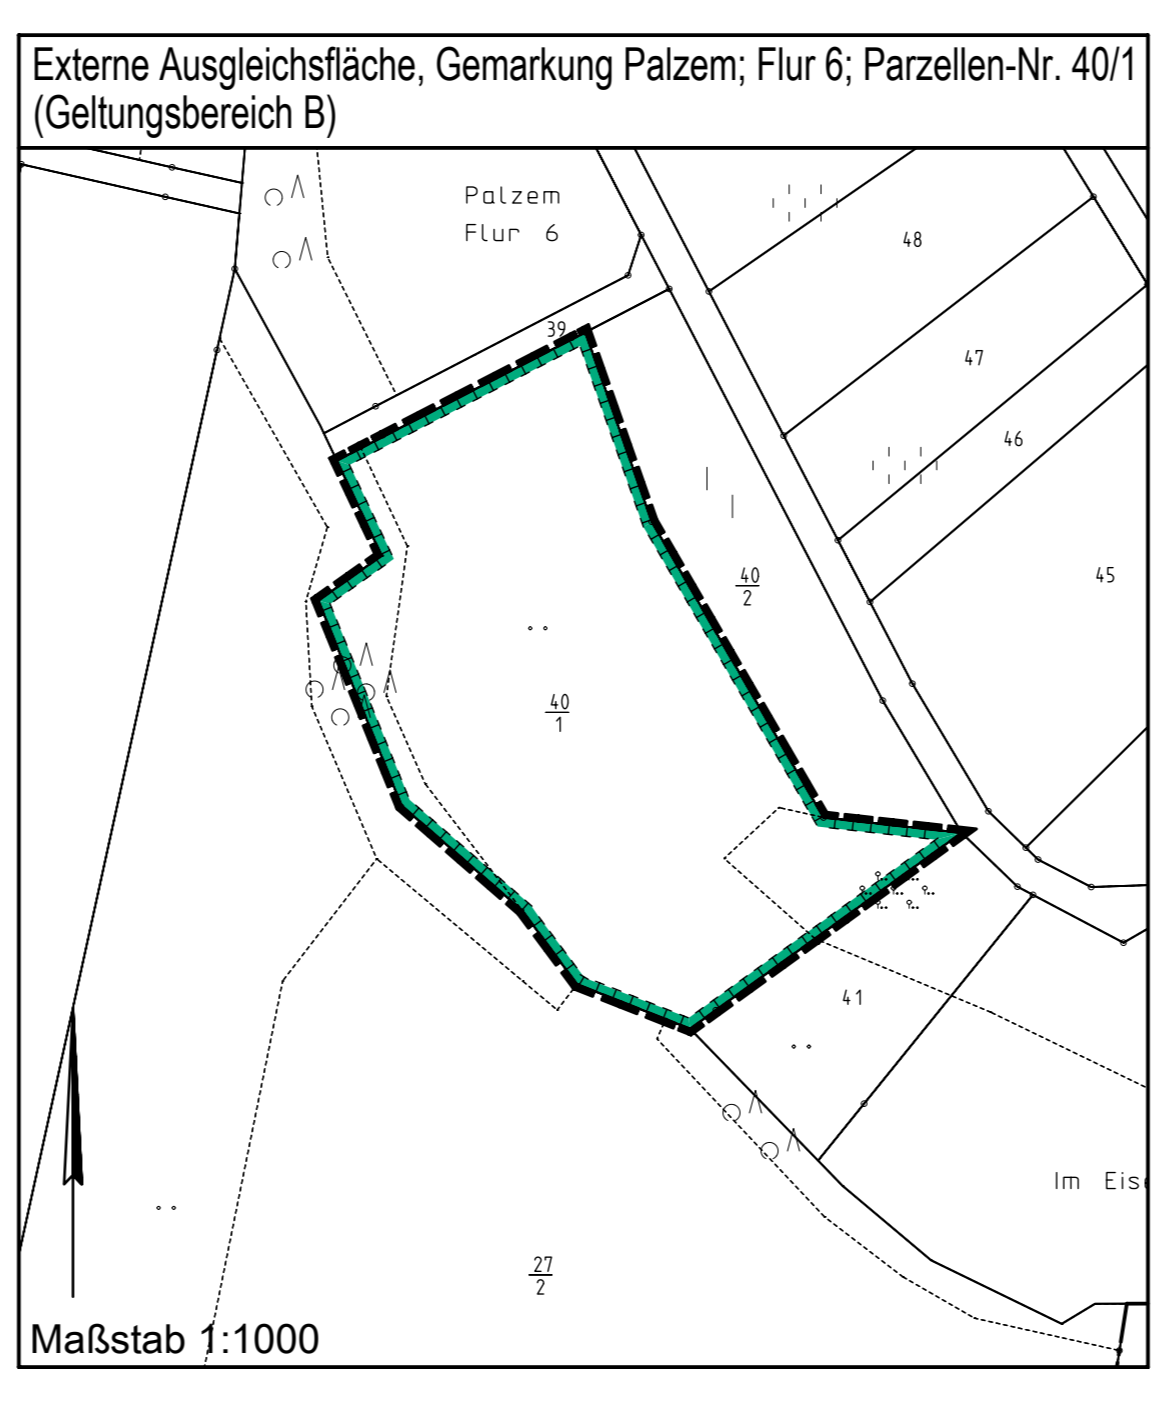 Externe Ausgleichsfläche, Gemarkung Palzem; Flur 6; Parzellen-Nr. 40/1
(Geltungsbereich B)
Palzem
Flur 6
48
39
47
46
40
2
45
40
1
41
Im Eise
27
2
Maßstab 1:1000